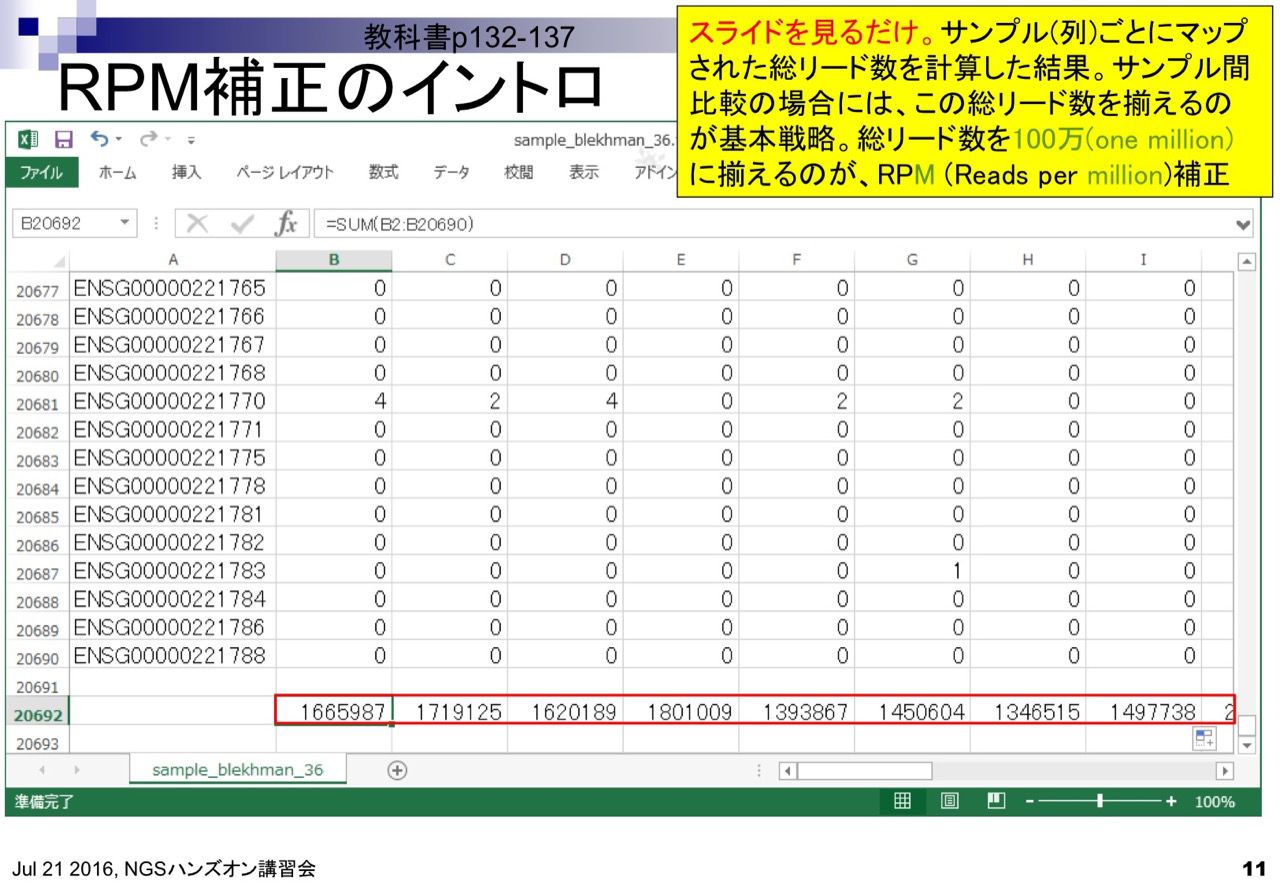 教科書p132-137
RPM補正のイントロ
スライドを見るだけ。サンプル(列)ごとにマップ
された総リード数を計算した結果。サンプル間
比較の場合には、この総リード数を揃えるの
が基本戦略。総リード数を100万(one million)
に揃えるのが、RPM (Reads per million)補正
sample_blekhman_36.
ファイル ホーム 挿入 ページ レイアウト 数式 データ 校閲 表示 アドイン
B20692 fx =SUM(B2:B20690)
A B C D E F G H I
20677 ENSG00000221765 0 0 0 0 0 0 0 0
20678 ENSG00000221766 0 0 0 0 0 0 0 0
20679 ENSG00000221767 0 0 0 0 0 0 0 0
20680 ENSG00000221768 0 0 0 0 0 0 0 0
20681 ENSG00000221770 4 2 4 0 2 2 0 0
20682 ENSG00000221771 0 0 0 0 0 0 0 0
20683 ENSG00000221775 0 0 0 0 0 0 0 0
20684 ENSG00000221778 0 0 0 0 0 0 0 0
20685 ENSG00000221781 0 0 0 0 0 0 0 0
20686 ENSG00000221782 0 0 0 0 0 0 0 0
20687 ENSG00000221783 0 0 0 0 0 1 0 0
20688 ENSG00000221784 0 0 0 0 0 0 0 0
20689 ENSG00000221786 0 0 0 0 0 0 0 0
20690 ENSG00000221788 0 0 0 0 0 0 0 0
20691
20692 1665987 1719125 1620189 1801009 1393867 1450604 1346515 1497738 2
20693
sample_blekhman_36
準備完了 100%
Jul 21 2016, NGSハンズオン講習会 11